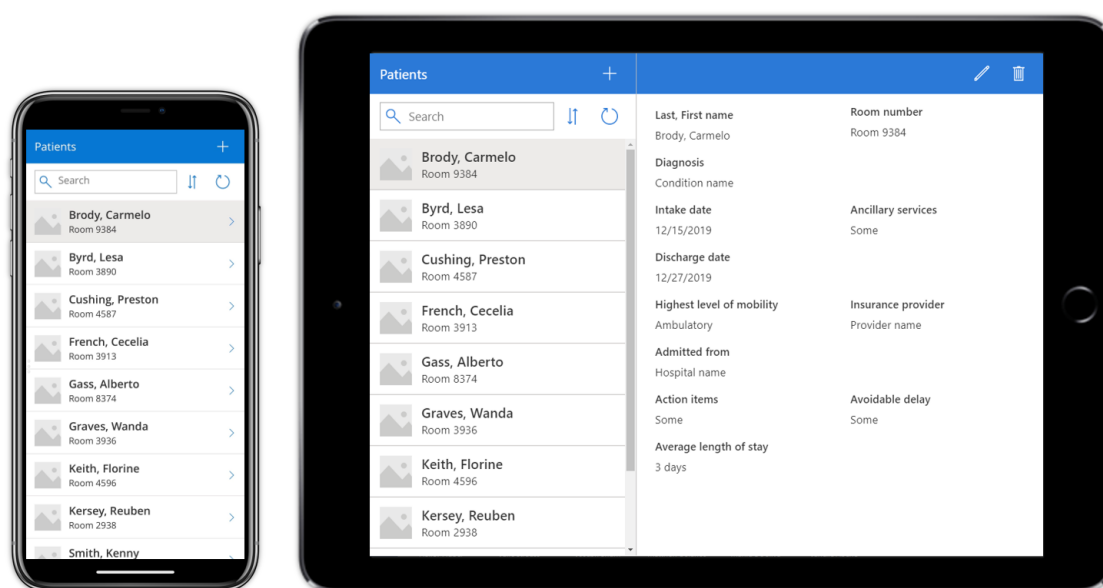 Patients
Search
Brody, Carmelo
Room 9384
Byrd, Lesa
Room 3890
Cushing, Preston
Room 4587
French, Cecelia
Room 3913
Gass, Alberto
Room 8374
Graves, Wanda
Room 3936
Keith, Florine
Room 4596
Kersey, Reuben
Room 2938
Smith, Kenny
Patients
Search
Brody, Carmelo
Room 9384
Byrd, Lesa
Room 3890
Cushing, Preston
Room 4587
French, Cecelia
Room 3913
Gass, Alberto
Room 8374
Graves, Wanda
Room 3936
Keith, Florine
Room 4596
Kersey, Reuben
Room 2938
Last, First name
Brody, Carmelo
Room number
Room 9384
Diagnosis
Condition name
Intake date
12/15/2019
Ancillary services
Some
Discharge date
12/27/2019
Highest level of mobility
Ambulatory
Insurance provider
Provider name
Admitted from
Hospital name
Action items
Some
Avoidable delay
Some
Average length of stay
3 days